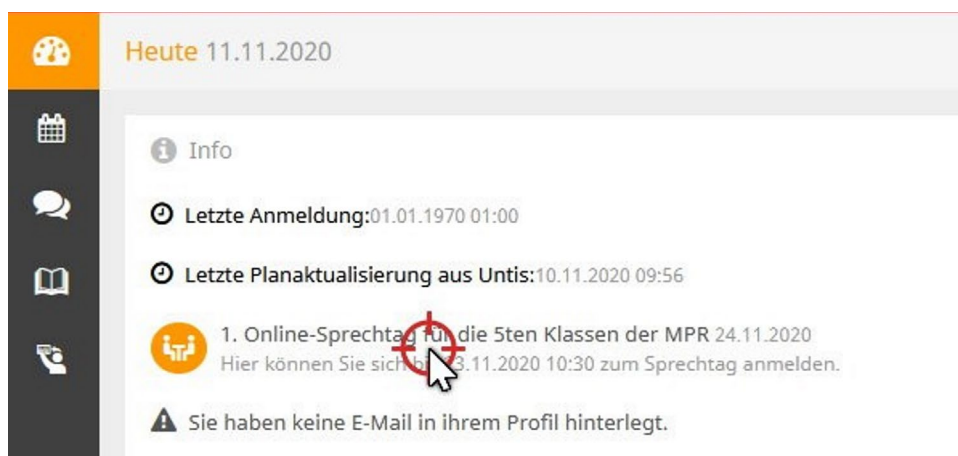 Heute 11.11.2020
Info
Letzte Anmeldung:01.01.1970 01:00
Letzte Planaktualisierung aus Untis:10.11.2020 09:56
1. Online-Sprechtag für die 5ten Klassen der MPR 24.11.2020
Hier können Sie sich 10:30 zum Sprechtag anmelden.
Sie haben keine E-Mail in ihrem Profil hinterlegt.